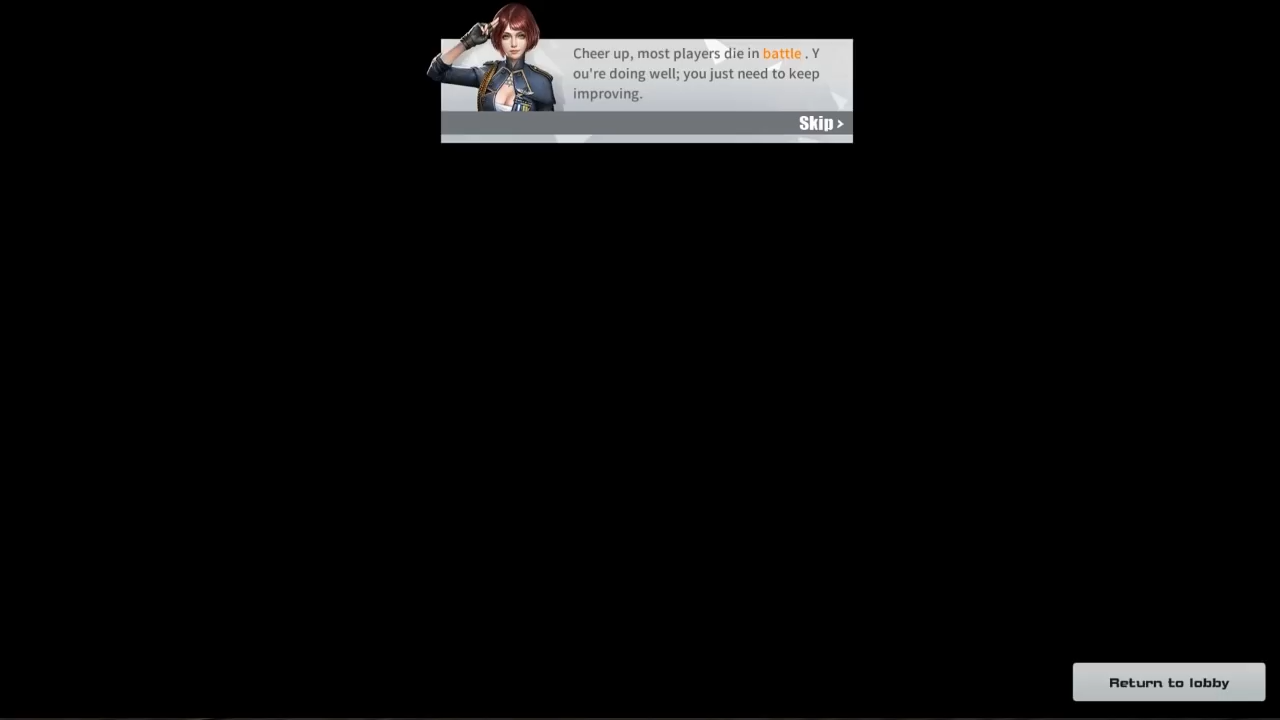 Cheer up, most players die in battle . Y
ou're doing well; you just need to keep
improving.
Skip >
Return to lobby